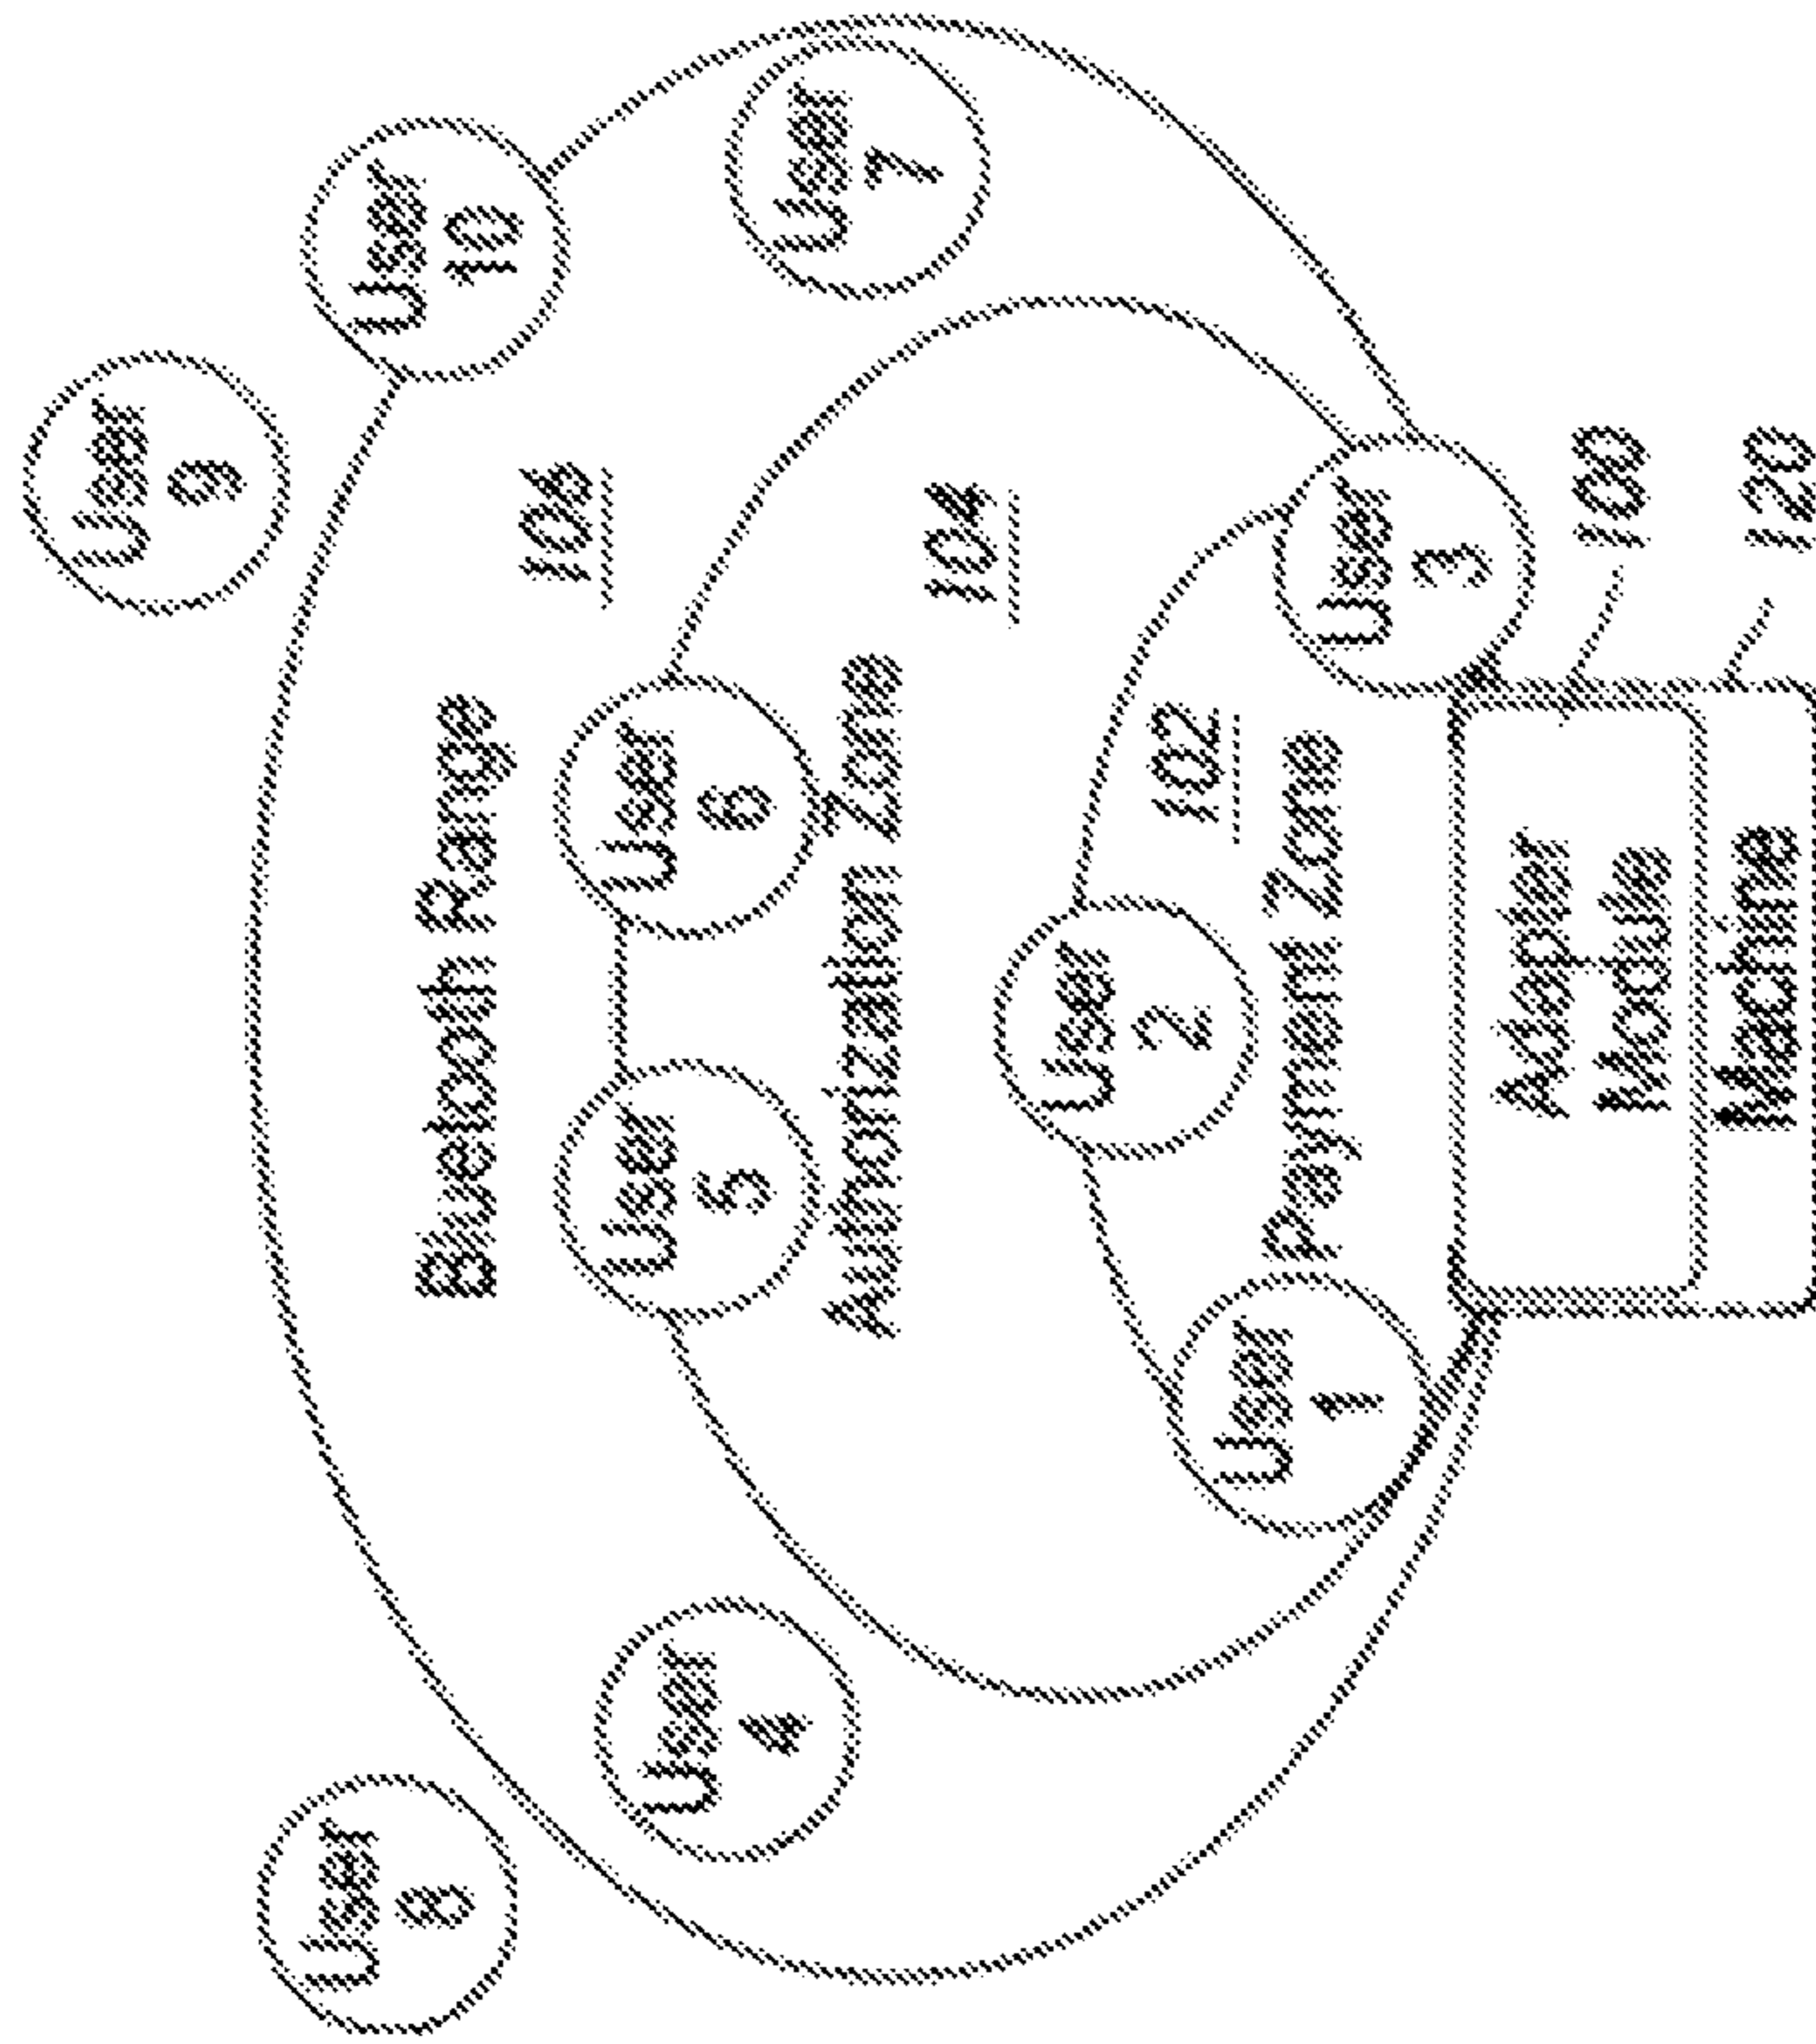 User
9
User
8
User
10
Bluetooth Range
106
User
5
User
6
User
4
User
7
Authorization Zone
104
User
2
102
User
1
Payment Zone
User
3
Adapter
Module
100
Machine
120